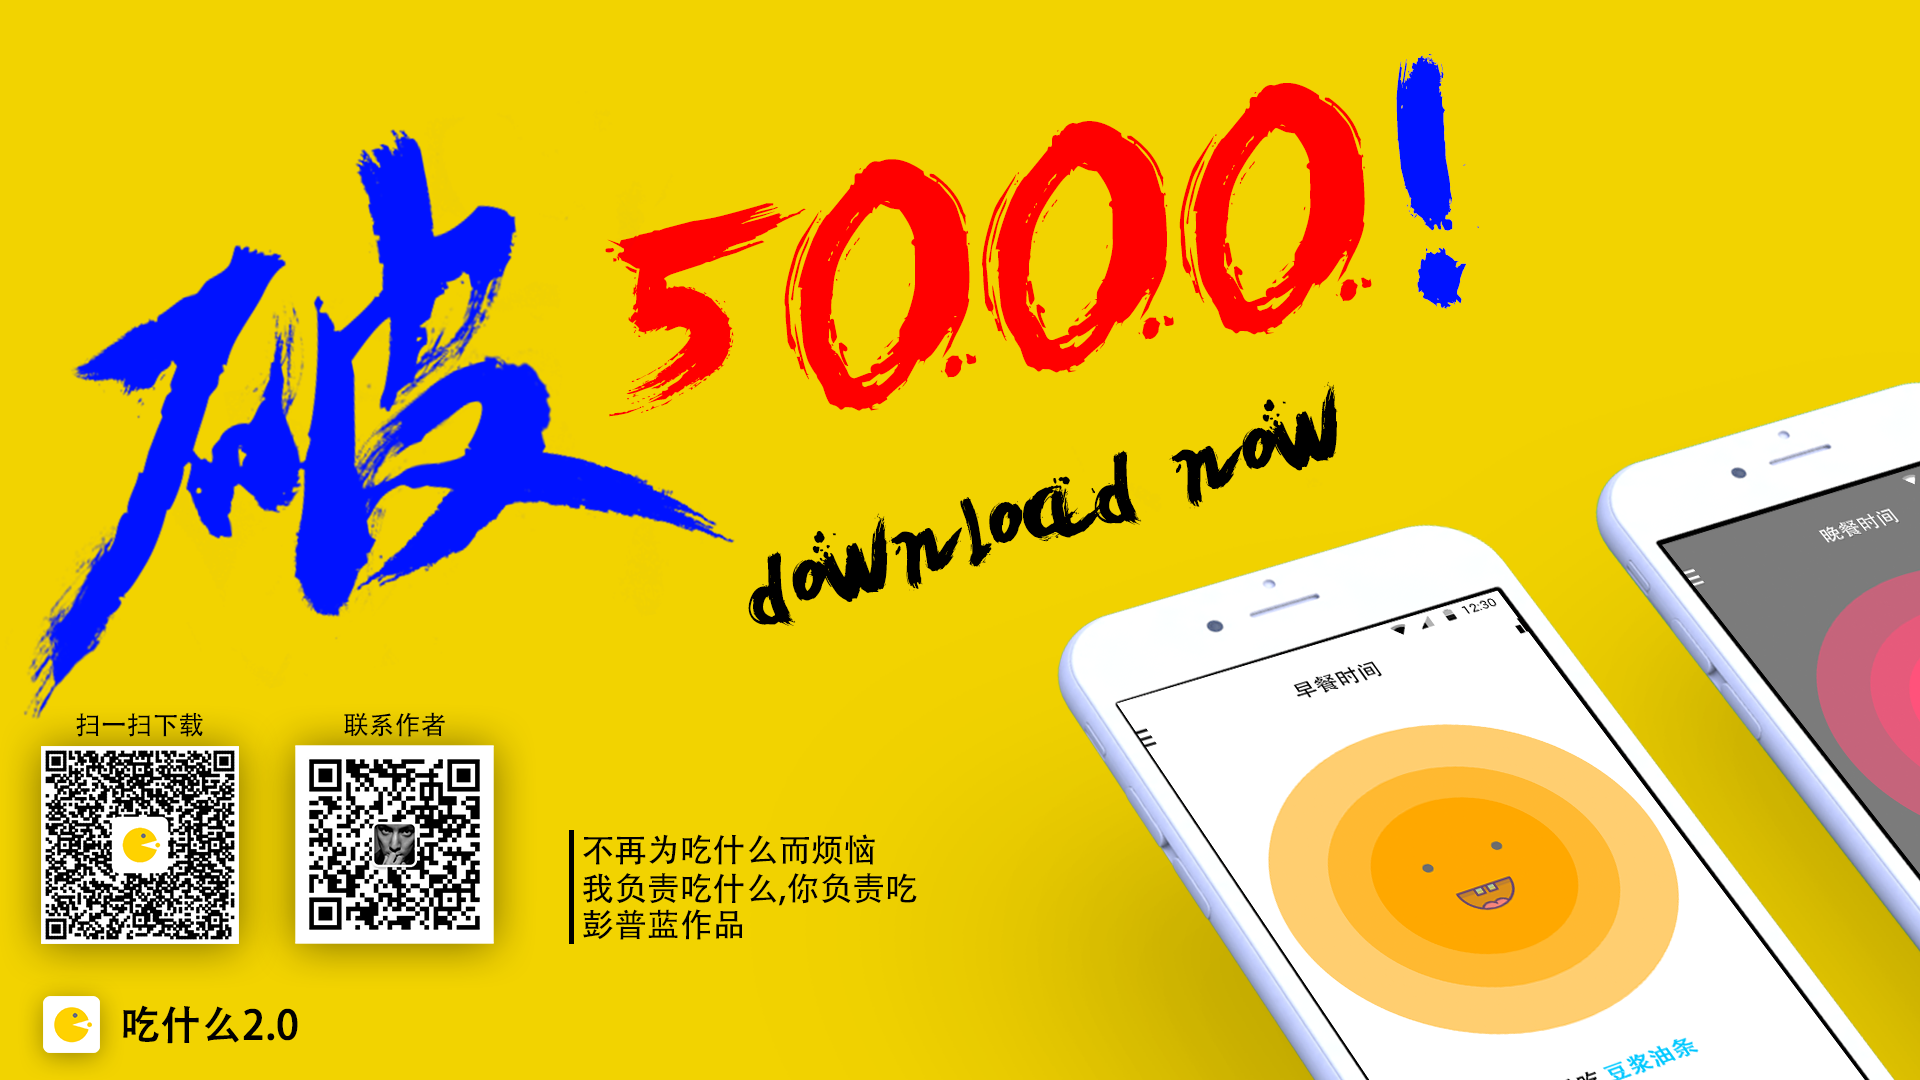 破5000!
download now
扫一扫下载
联系作者
不再为吃什么而烦恼
我负责吃什么,你负责吃
彭普蓝作品
吃什么2.0
12:30
早餐时间
吃 豆浆油条
晚餐时间